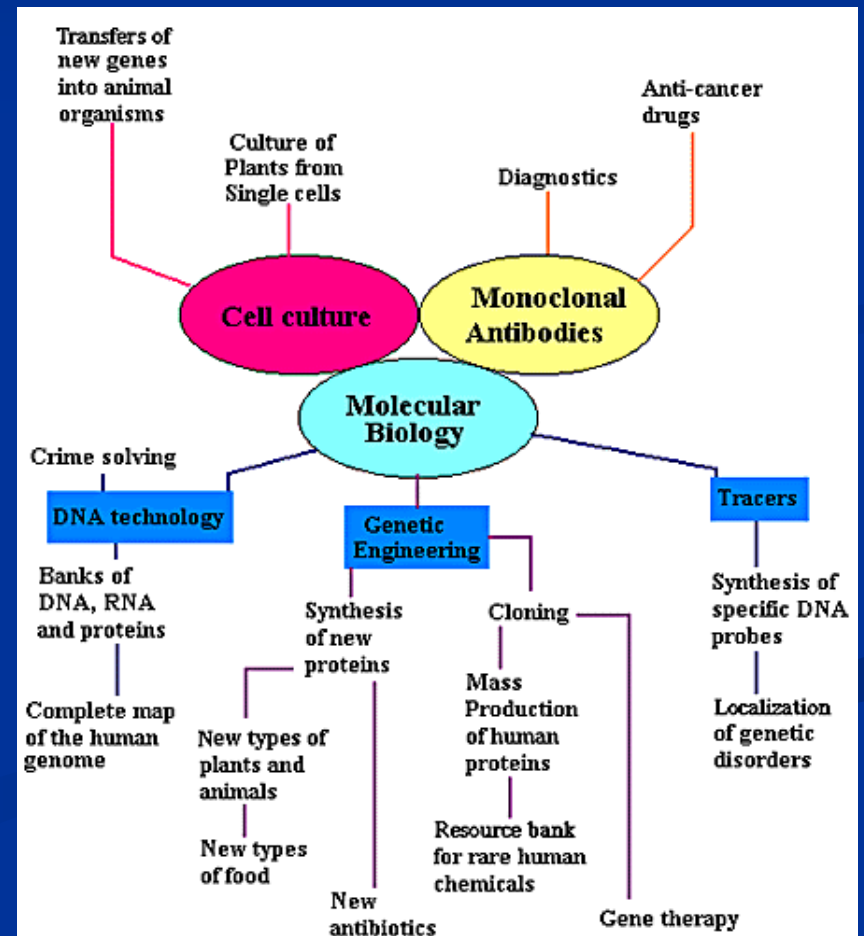 Transfers of
new genes
into animal
organisms
Culture of
Plants from
Single cells
Anti-cancer
drugs
Diagnostics
Cell culture
Monoclonal
Antibodies
Molecular
Biology
Crime solving
DNA technology
Banks of
DNA, RNA
and proteins
Complete map
of the human
genome
Genetic
Engineering
Synthesis
of new
proteins
New types of
plants and
animals
New types
of food
New
antibiotics
Cloning
Mass
Production
of human
proteins
Resource bank
for rare human
chemicals
Gene therapy
Tracers
Synthesis of
specific DNA
probes
Localization
of genetic
disorders